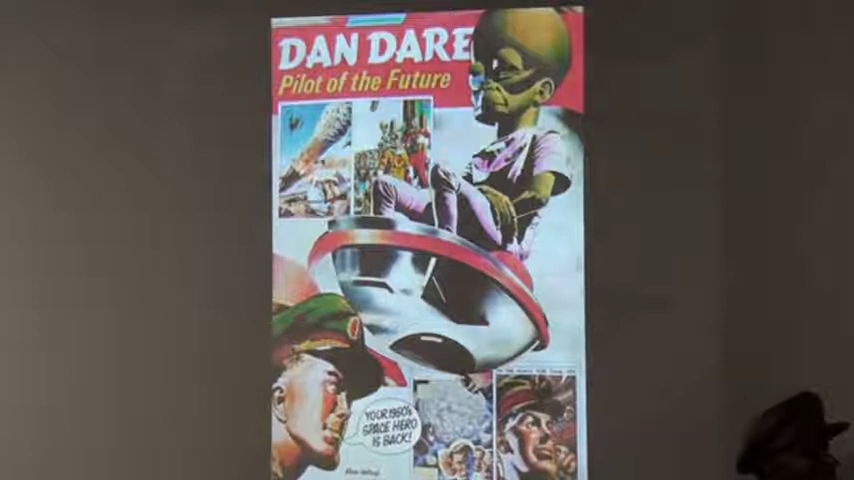 DAN DARE
Pilot of the Future
YOUR 1950s
SPACE HERO
IS BACK!